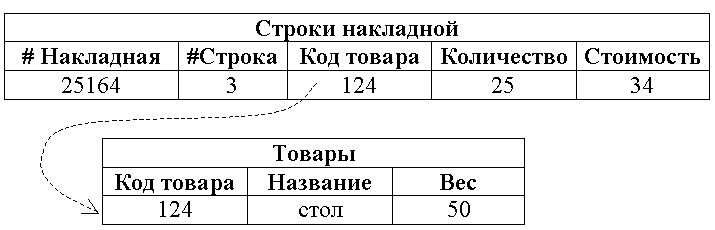 Строки накладной
# Накладная #Строка Код товара Количество Стоимость
25164 3 124 25 34
Товары
Код товара Название Вес
124 стол 50